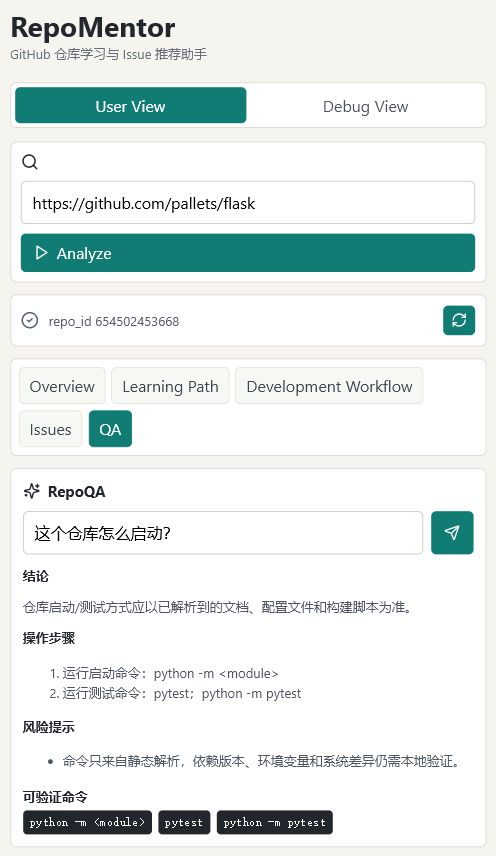 RepoMentor
GitHub 仓库学习与 Issue 推荐助手
User View
Debug View
https://github.com/pallets/flask
Analyze
repo_id 654502453668
Overview
Learning Path
Development Workflow
Issues
QA
RepoQA
这个仓库怎么启动？
结论
仓库启动/测试方式应以已解析到的文档、配置文件和构建脚本为准。
操作步骤
1. 运行启动命令：python -m <module>
2. 运行测试命令：pytest；python -m pytest
风险提示
• 命令只来自静态解析，依赖版本、环境变量和系统差异仍需本地验证。
可验证命令
python -m <module>
pytest
python -m pytest